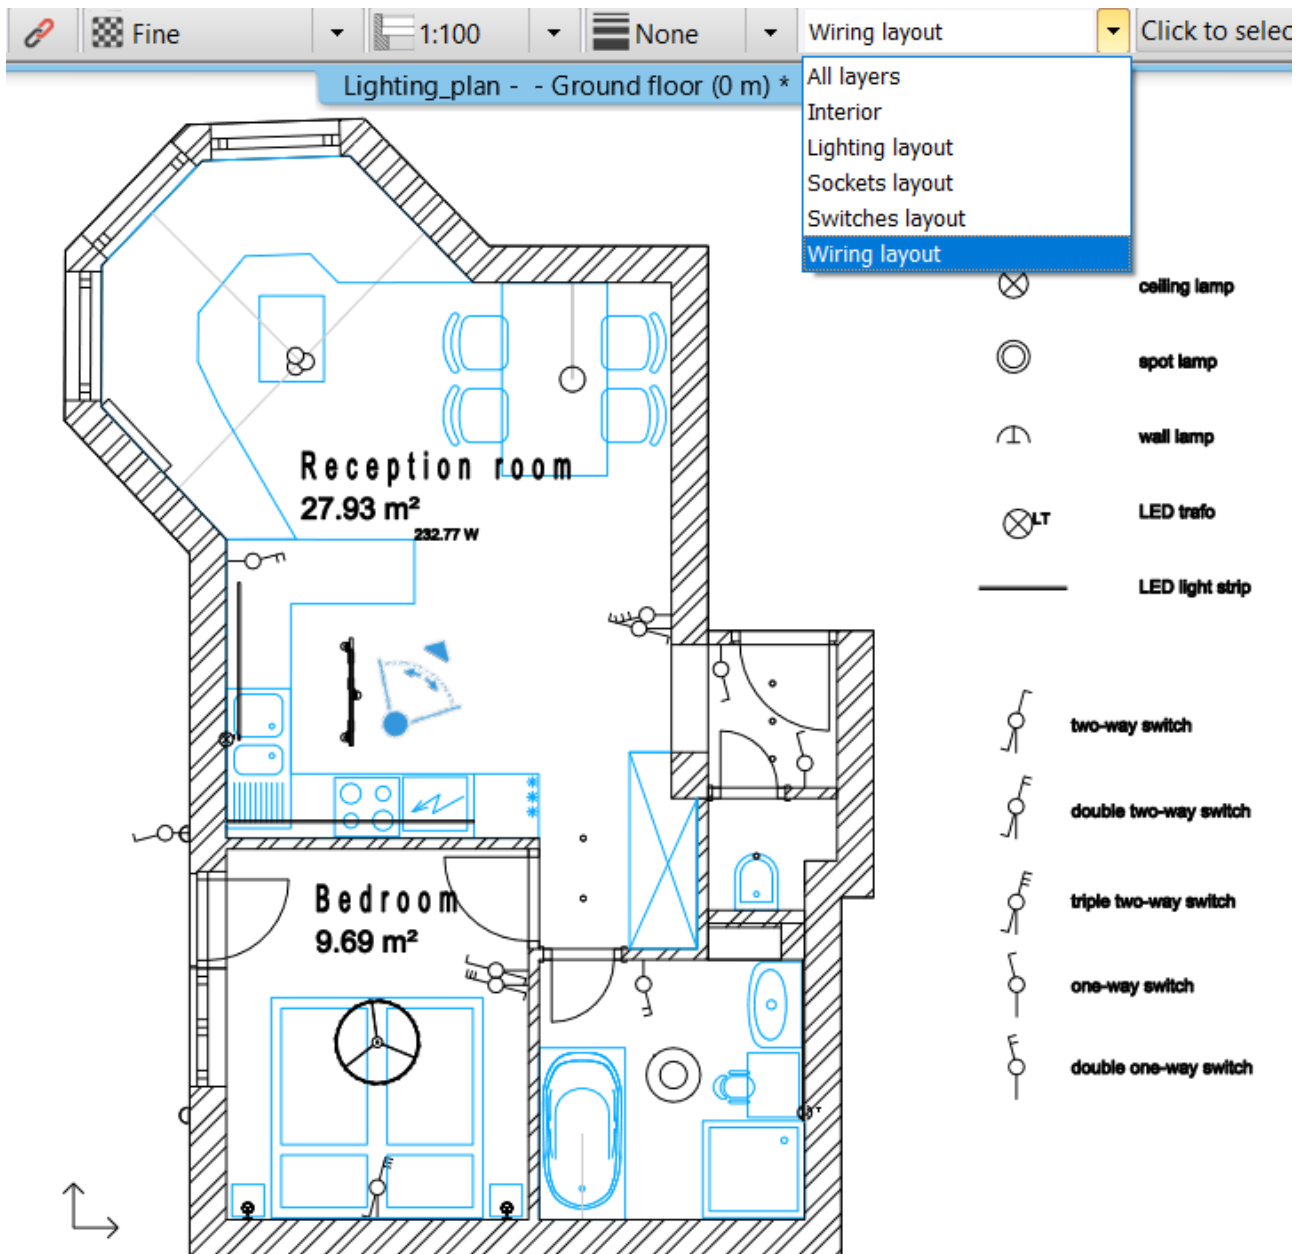 Fine
1:100
None
Wiring layout
Click to selec
Lighting_plan - - Ground floor (0 m) *
All layers
Interior
Lighting layout
Sockets layout
Switches layout
Wiring layout
ceiling lamp
spot lamp
wall lamp
LT
LED trafo
LED light strip
Reception room
27.93 m²
232.77 W
two-way switch
double two-way switch
triple two-way switch
one-way switch
double one-way switch
Bedroom
9.69 m²